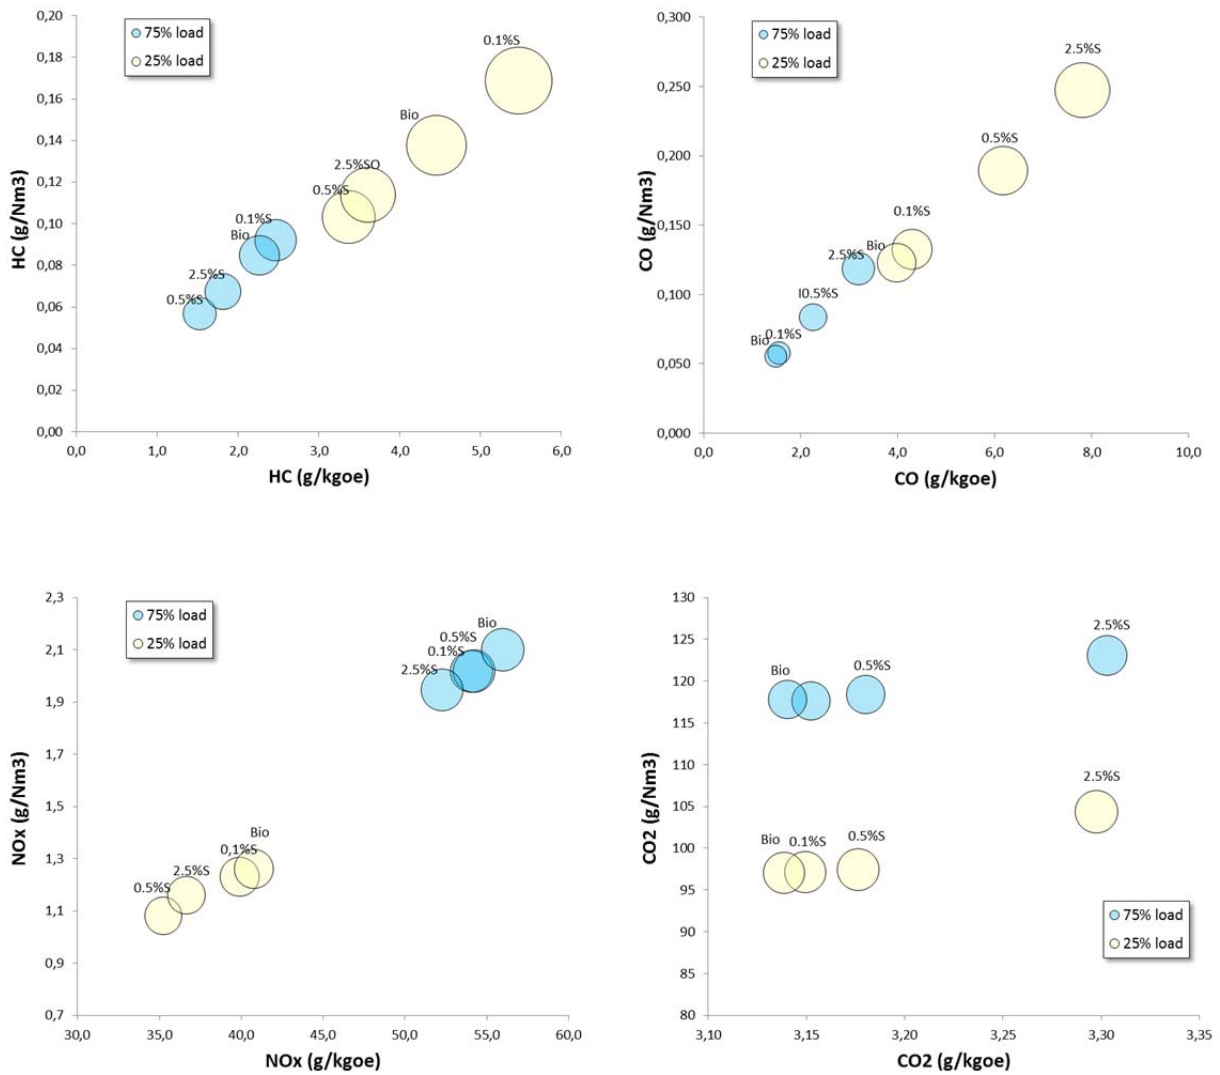 0,20
0,18
0,16
0,14
0,12
0,10
0,08
0,06
0,04
0,02
0,00
HC (g/Nm3)
75% load
25% load
0.1%S
Bio
2.5%SO
0.5%S
0.1%S
Bio
2.5%S
0.5%S
0,0 1,0 2,0 3,0 4,0 5,0 6,0
HC (g/kgoe)
0,300
0,250
0,200
0,150
0,100
0,050
0,000
CO (g/Nm3)
75% load
25% load
2.5%S
0.5%S
0.1%S
Bio
2.5%S
I0.5%S
0.1%S
Bio
0,0 2,0 4,0 6,0 8,0 10,0
CO (g/kgoe)
2,3
2,1
1,9
1,7
1,5
1,3
1,1
0,9
0,7
NOx (g/Nm3)
75% load
25% load
Bio
0.5%S
0.1%S
2.5%S
Bio
0,1%S
2.5%S
0.5%S
30,0 35,0 40,0 45,0 50,0 55,0 60,0
NOx (g/kgoe)
130
125
120
115
110
105
100
95
90
85
80
CO2 (g/Nm3)
2.5%S
Bio
0.5%S
2.5%S
Bio
0.1%S
0.5%S
75% load
25% load
3,10 3,15 3,20 3,25 3,30 3,35
CO2 (g/kgoe)